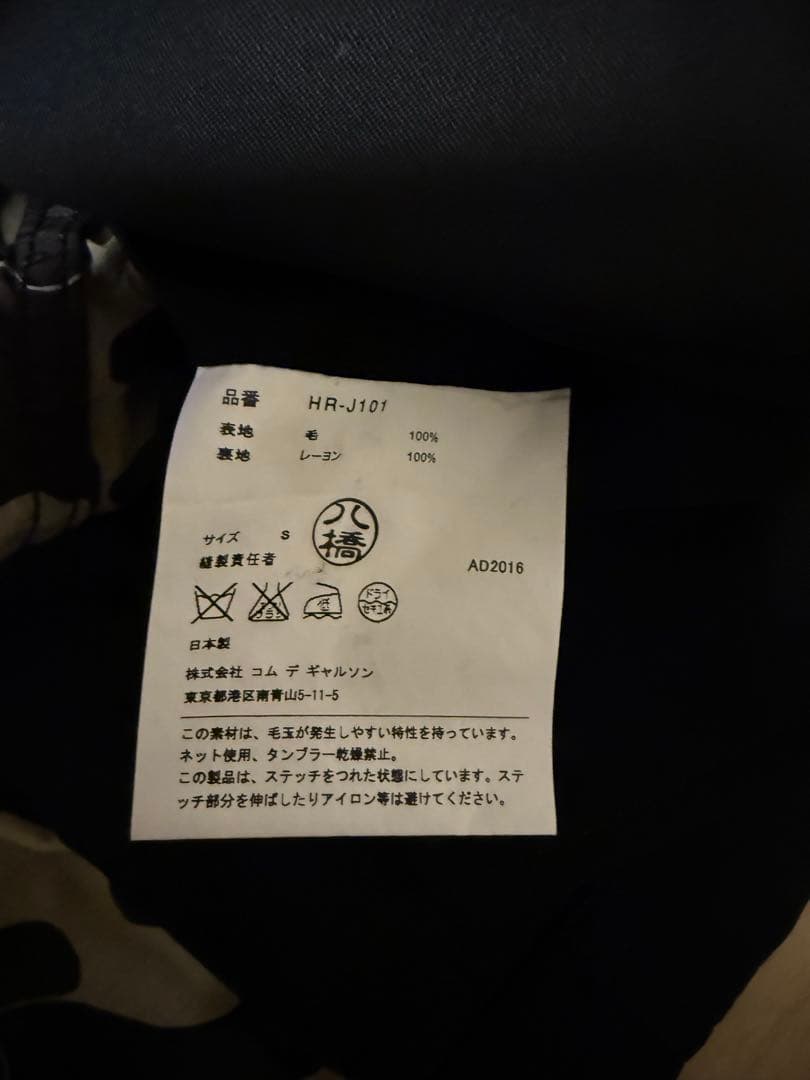 品番 HR-J101
表地 毛 100%
裏地 レーヨン 100%
サイズ S
八橋
縫製責任者
AD2016
ドライ
セキユ系
日本製
株式会社 コム デ ギャルソン
東京都港区南青山5-11-5
この素材は、毛玉が発生しやすい特性を持っています。
ネット使用、タンブラー乾燥禁止。
この製品は、ステッチをつれた状態にしています。ステ
ッチ部分を伸ばしたりアイロン等は避けてください。